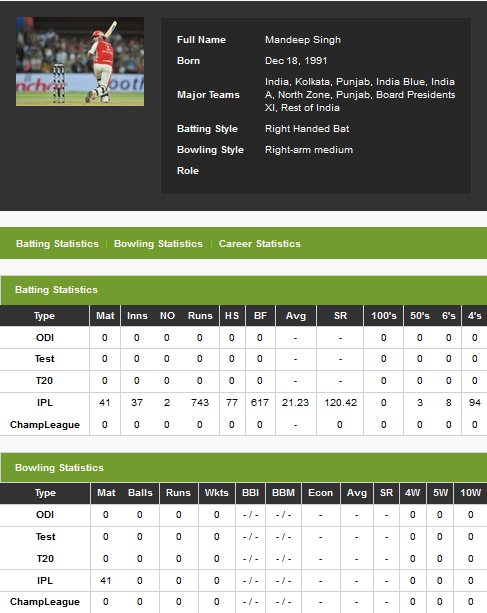 Full Name Mandeep Singh
Born Dec 18, 1991
Major Teams India, Kolkata, Punjab, India Blue, India
A, North Zone, Punjab, Board Presidents
XI, Rest of India
Batting Style Right Handed Bat
Bowling Style Right-arm medium
Role
Batting Statistics | Bowling Statistics | Career Statistics
Batting Statistics
Type Mat Inns NO Runs HS BF Avg SR 100's 50's 6's 4's
ODI 0 0 0 0 0 0 - - 0 0 0 0
Test 0 0 0 0 0 0 - - 0 0 0 0
T20 0 0 0 0 0 0 - - 0 0 0 0
IPL 41 37 2 743 77 617 21.23 120.42 0 3 8 94
ChampLeague 0 0 0 0 0 0 - 0 0 0 0 0
Bowling Statistics
Type Mat Balls Runs Wkts BBI BBM Econ Avg SR 4W 5W 10W
ODI 0 0 0 0 - / - - / - - - - 0 0 0
Test 0 0 0 0 - / - - / - - - - 0 0 0
T20 0 0 0 0 - / - - / - - - - 0 0 0
IPL 41 0 0 0 - / - - / - - - - 0 0 0
ChampLeague 0 0 0 0 - / - - / - - - - 0 0 0